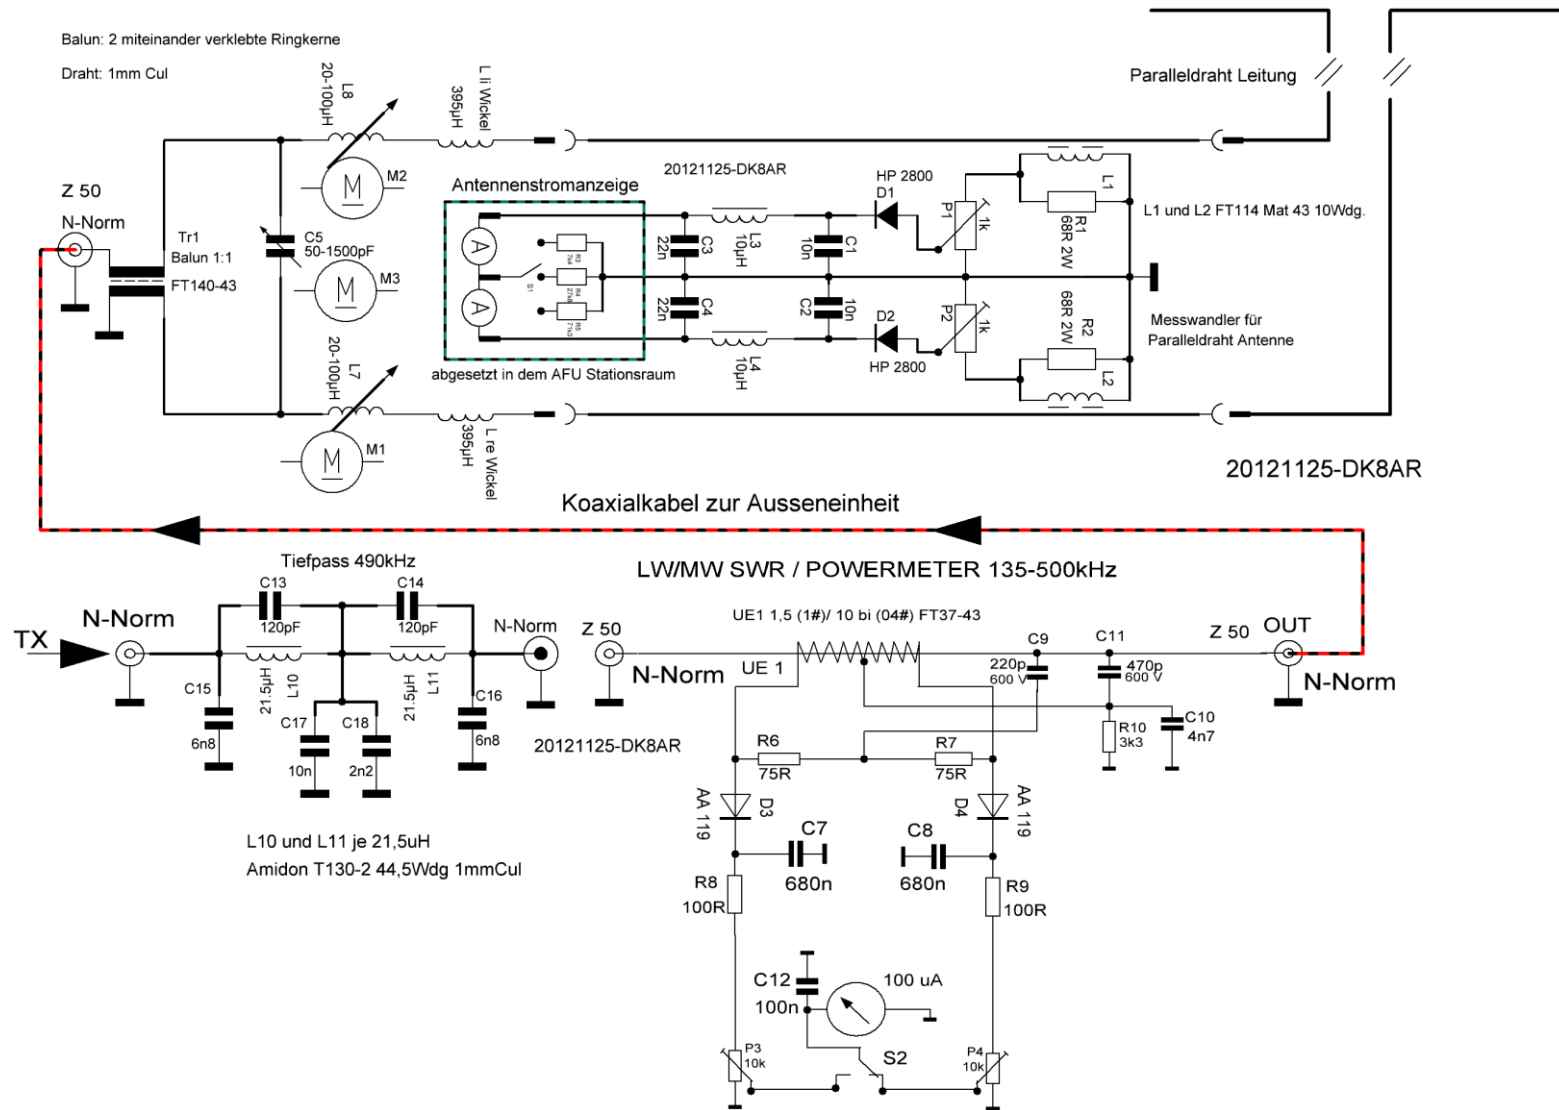 Balun: 2 miteinander verklebte Ringkerne
Draht: 1mm Cul
L8
20-100µH
L li Wickel
395µH
Paralleldraht Leitung
M
M2
Z 50
N-Norm
Tr1
Balun 1:1
FT140-43
C5
50-1500pF
M
M3
Antennenstromanzeige
20121125-DK8AR
A
A
S1
R3
7k4
R4
27k8
R5
71k3
C3
22n
C4
22n
L3
10µH
L4
10µH
C1
10n
C2
10n
HP 2800
D1
D2
HP 2800
P1
1k
P2
1k
L1
R1
68R 2W
R2
68R 2W
L2
L1 und L2 FT114 Mat 43 10Wdg.
Messwandler für
Paralleldraht Antenne
abgesetzt in dem AFU Stationsraum
L7
20-100µH
M
M1
L re Wickel
395µH
20121125-DK8AR
Koaxialkabel zur Ausseneinheit
Tiefpass 490kHz
LW/MW SWR / POWERMETER 135-500kHz
TX
N-Norm
C13
120pF
C14
120pF
L10
21.5µH
L11
21.5µH
C15
6n8
C16
6n8
C17
10n
C18
2n2
N-Norm
20121125-DK8AR
L10 und L11 je 21,5uH
Amidon T130-2 44,5Wdg 1mmCul
Z 50
N-Norm
UE1 1,5 (1#)/ 10 bi (04#) FT37-43
UE 1
C9
220p
600 V
C11
470p
600 V
Z 50
OUT
N-Norm
R10
3k3
C10
4n7
R6
75R
R7
75R
AA 119
D3
D4
AA 119
C7
680n
C8
680n
R8
100R
R9
100R
C12
100n
100 uA
S2
P3
10k
P4
10k